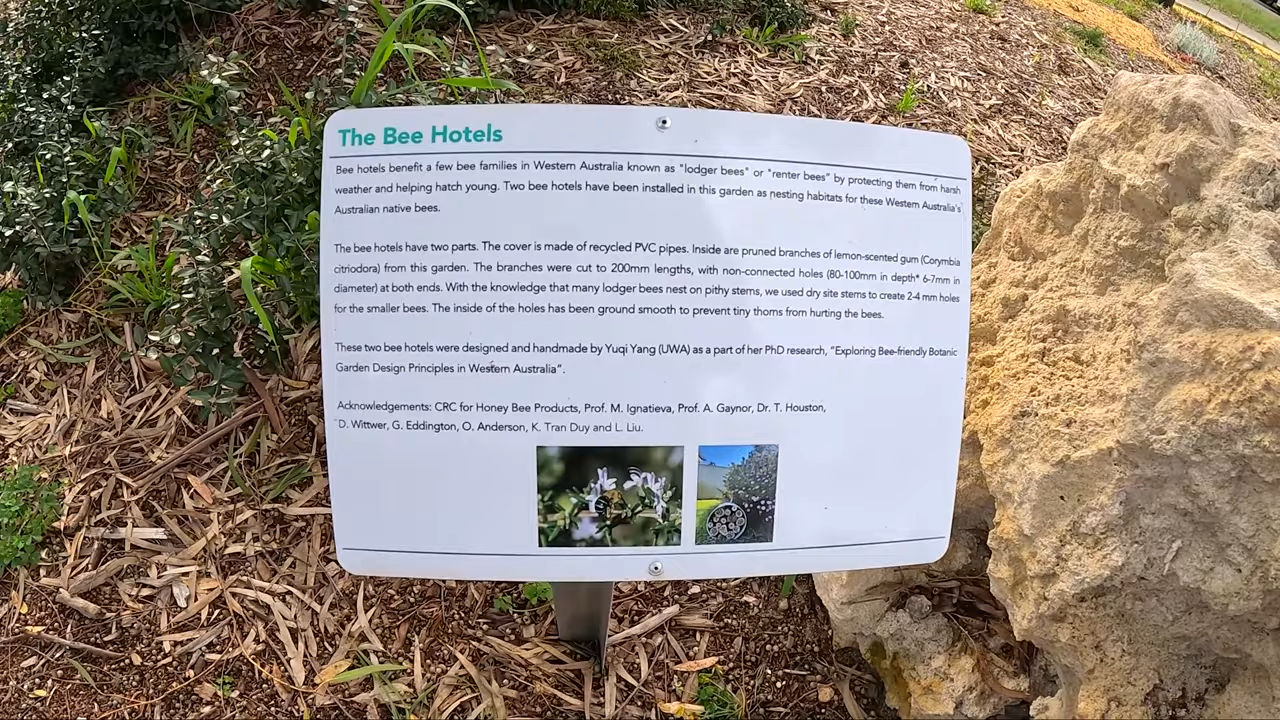 The Bee Hotels
Bee hotels benefit a few bee families in Western Australia known as "lodger bees" or "renter bees" by protecting them from harsh
weather and helping hatch young. Two bee hotels have been installed in this garden as nesting habitats for these Western Australia's
Australian native bees.
The bee hotels have two parts. The cover is made of recycled PVC pipes. Inside are pruned branches of lemon-scented gum (Corymbia
citriodora) from this garden. The branches were cut to 200mm lengths, with non-connected holes (80-100mm in depth* 6-7mm in
diameter) at both ends. With the knowledge that many lodger bees nest on pithy stems, we used dry site stems to create 2-4 mm holes
for the smaller bees. The inside of the holes has been ground smooth to prevent tiny thorns from hurting the bees.
These two bee hotels were designed and handmade by Yuqi Yang (UWA) as a part of her PhD research, "Exploring Bee-friendly Botanic
Garden Design Principles in Western Australia".
Acknowledgements: CRC for Honey Bee Products, Prof. M. Ignatieva, Prof. A. Gaynor, Dr. T. Houston,
D. Wittwer, G. Eddington, O. Anderson, K. Tran Duy and L. Liu.